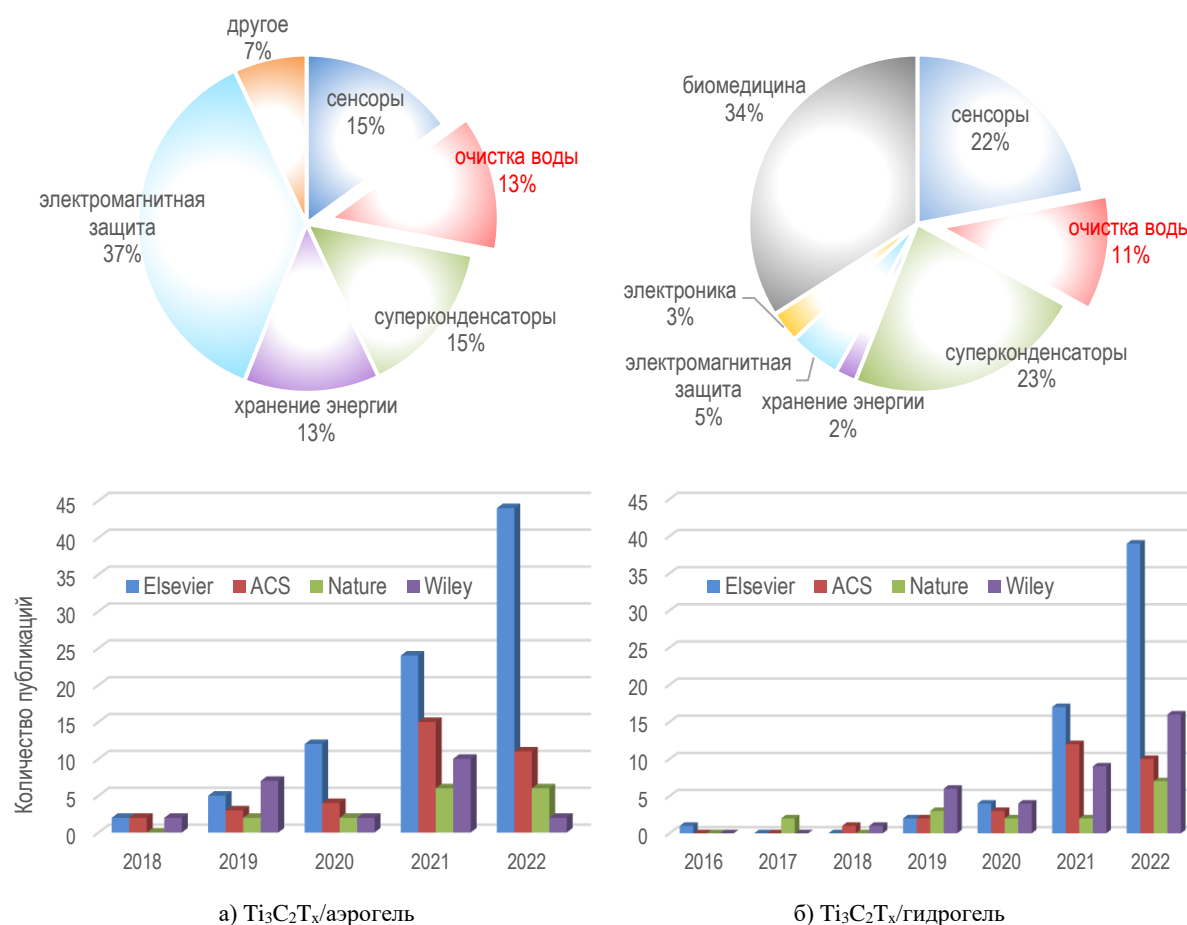 другое
7%
сенсоры
15%
очистка воды
13%
суперконденсаторы
15%
хранение энергии
13%
электромагнитная
защита
37%
биомедицина
34%
сенсоры
22%
очистка водь
11%
суперконденсаторы
23%
хранение энергии
2%
электромагнитная
защита
5%
электроника
3%
Количество публикаций
45
40
35
30
25
20
15
10
5
0
Elsevier ACS Nature Wiley
2018 2019 2020 2021 2022
а) Ti₃C₂Tₓ/аэрогель
45
40
35
30
25
20
15
10
5
0
Elsevier ACS Nature Wiley
2016 2017 2018 2019 2020 2021 2022
б) Ti₃C₂Tₓ/гидрогель